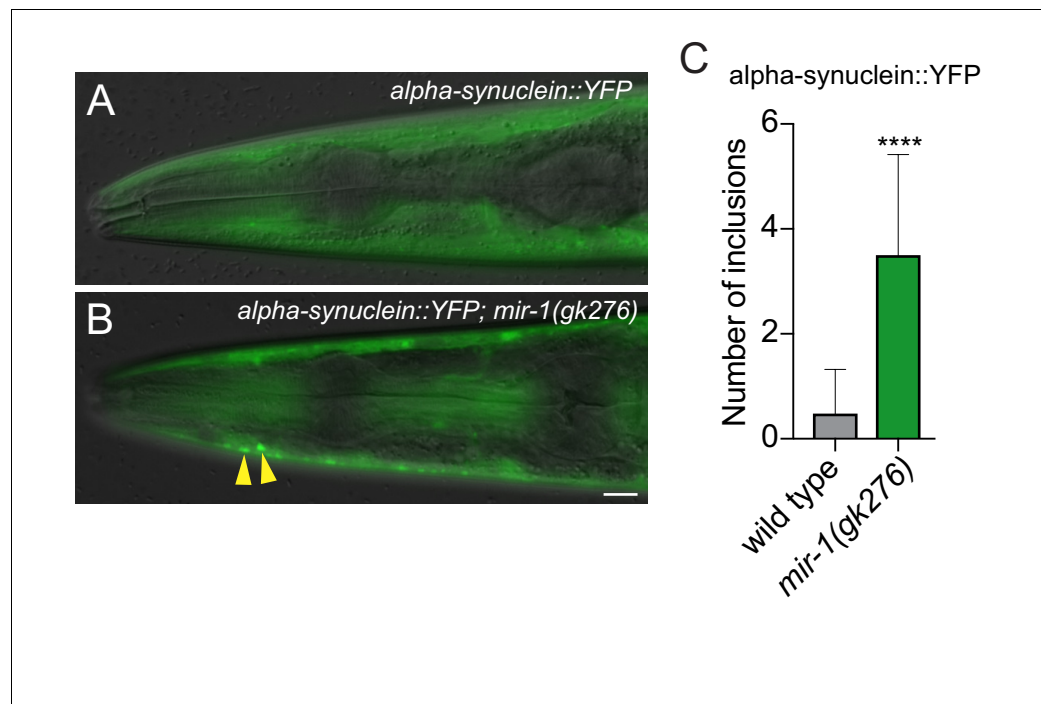 A
alpha-synuclein::YFP
B
alpha-synuclein::YFP; mir-1(gk276)
C
alpha-synuclein::YFP
Number of inclusions
6
4
2
0
****
wild type
mir-1(gk276)